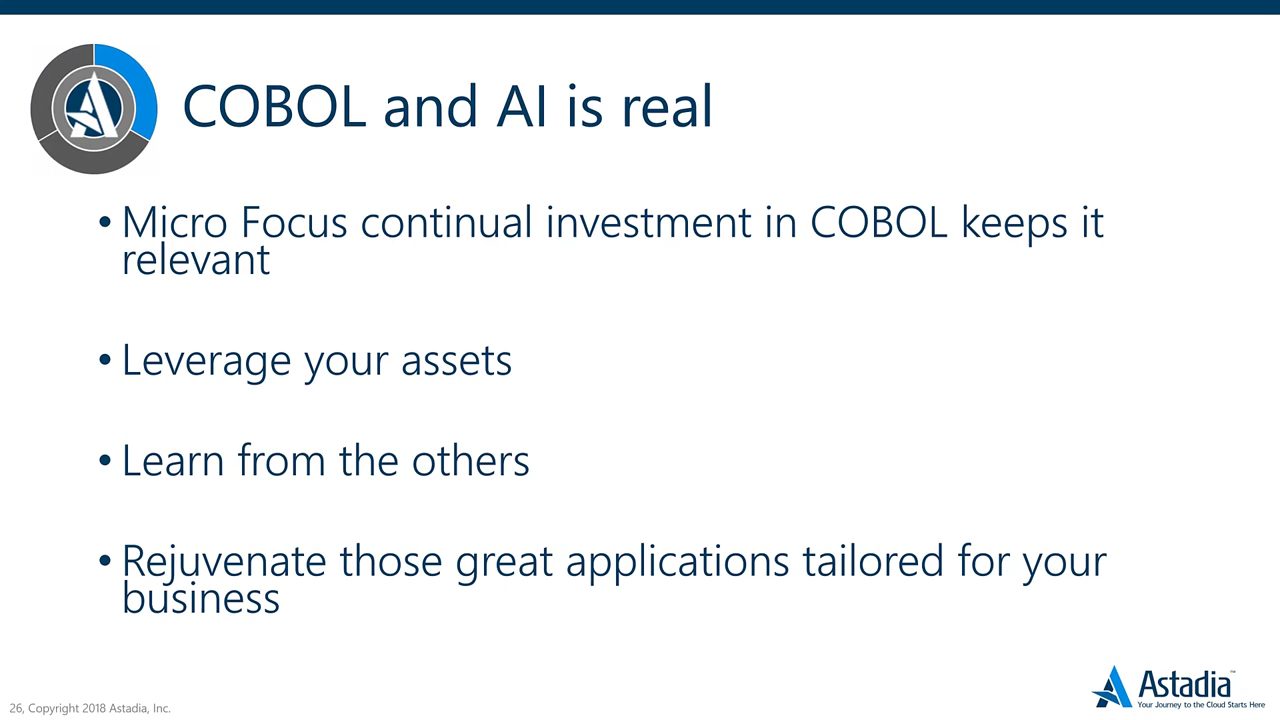 COBOL and AI is real
• Micro Focus continual investment in COBOL keeps it
relevant
• Leverage your assets
• Learn from the others
• Rejuvenate those great applications tailored for your
business
26, Copyright 2018 Astadia, Inc.
Astadia™
Your Journey to the Cloud Starts Here